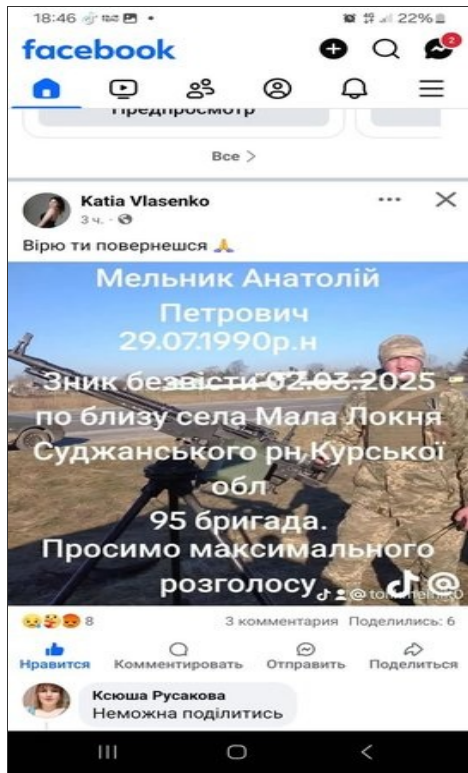 18:46
22%
facebook
2
Предпросмотр
Все >
Katia Vlasenko
3 ч.
Вірю ти повернешся 🙏
Мельник Анатолій
Петрович
29.07.1990р.н
Зник безвісти 02.03.2025
по близу села Мала Локня
Суджанського рн,Курської
обл
95 бригада.
Просимо максимального
розголосу
8
3 комментария Поделились: 6
Нравится Комментировать Отправить Поделиться
Ксюша Русакова
Неможна поділитись